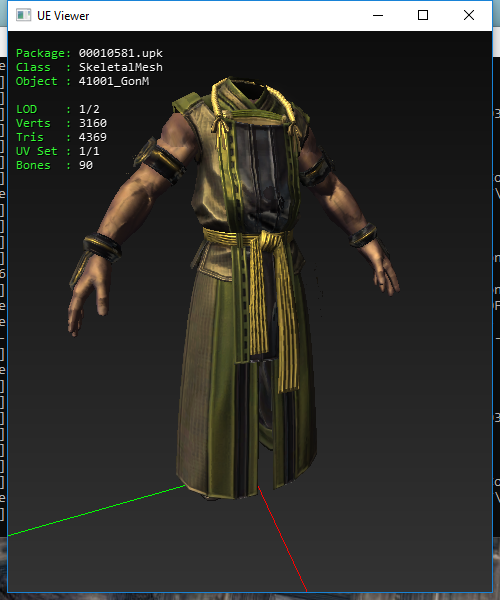 UE Viewer
Package: 00010581.upk
Class : SkeletalMesh
Object : 41001_GonM
LOD : 1/2
Verts : 3160
Tris : 4369
UV Set : 1/1
Bones : 90